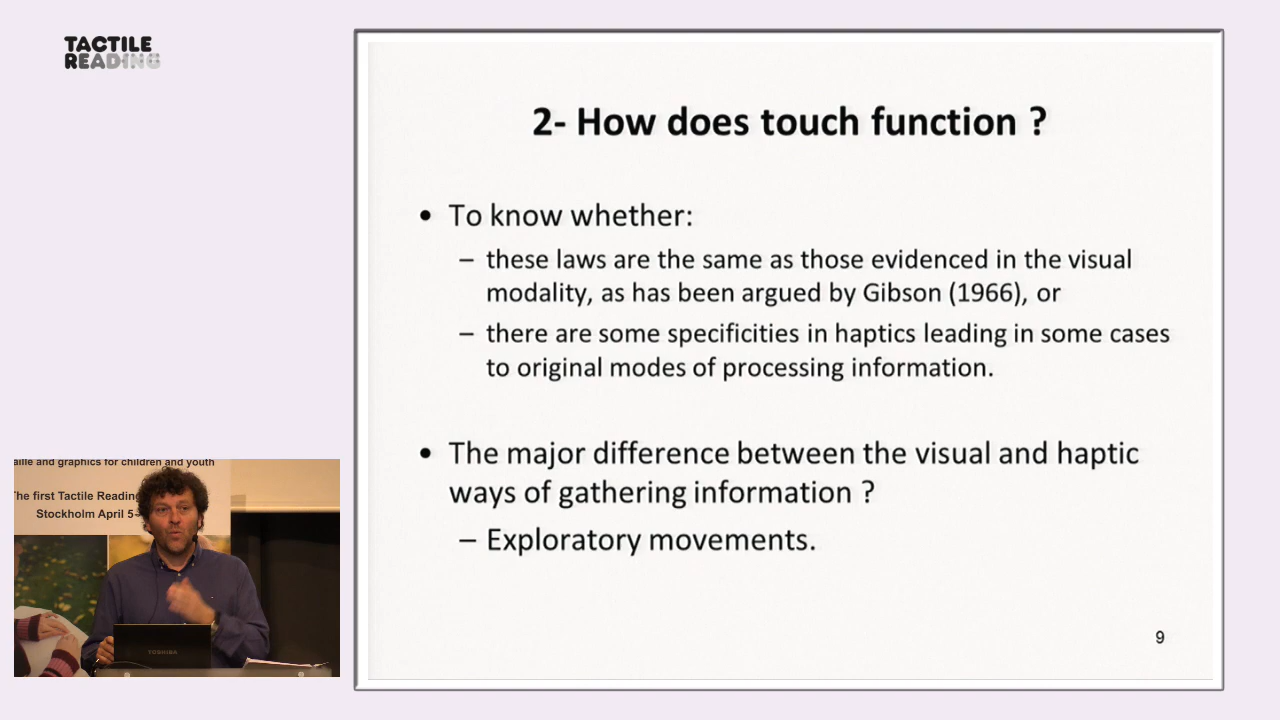 TACTILE
READING
2- How does touch function ?
• To know whether:
– these laws are the same as those evidenced in the visual
modality, as has been argued by Gibson (1966), or
– there are some specificities in haptics leading in some cases
to original modes of processing information.
• The major difference between the visual and haptic
ways of gathering information ?
– Exploratory movements.
9
aille and graphics for children and youth
The first Tactile Reading
Stockholm April 5-
TOSHIBA